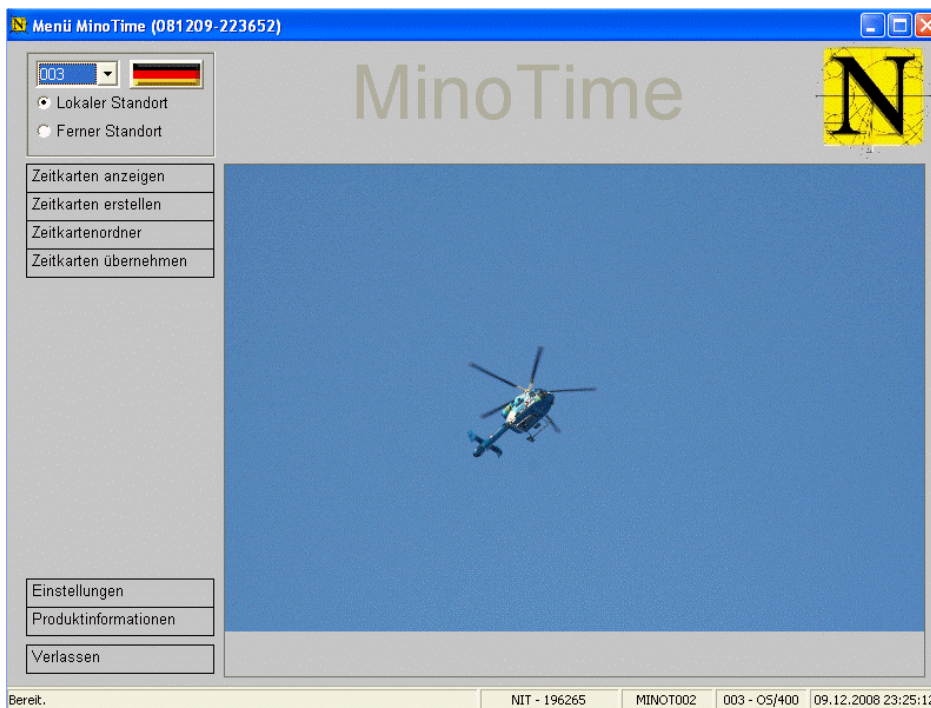 Menü MinoTime (081209-223652)
003
Lokaler Standort
Ferner Standort
MinoTime
N
Zeitkarten anzeigen
Zeitkarten erstellen
Zeitkartenordner
Zeitkarten übernehmen
Einstellungen
Produktinformationen
Verlassen
Bereit.
NIT - 196265
MINOT002
003 - OS/400
09.12.2008 23:25:12